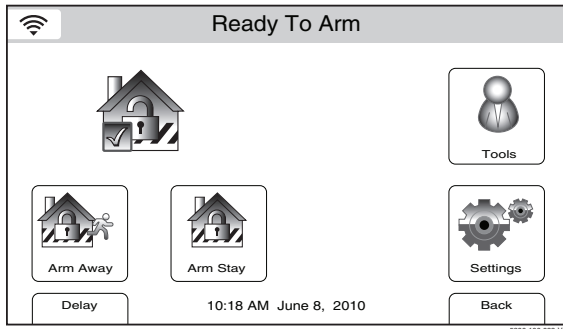 Ready To Arm
Tools
Arm Away
Arm Stay
Settings
Delay
10:18 AM June 8, 2010
Back